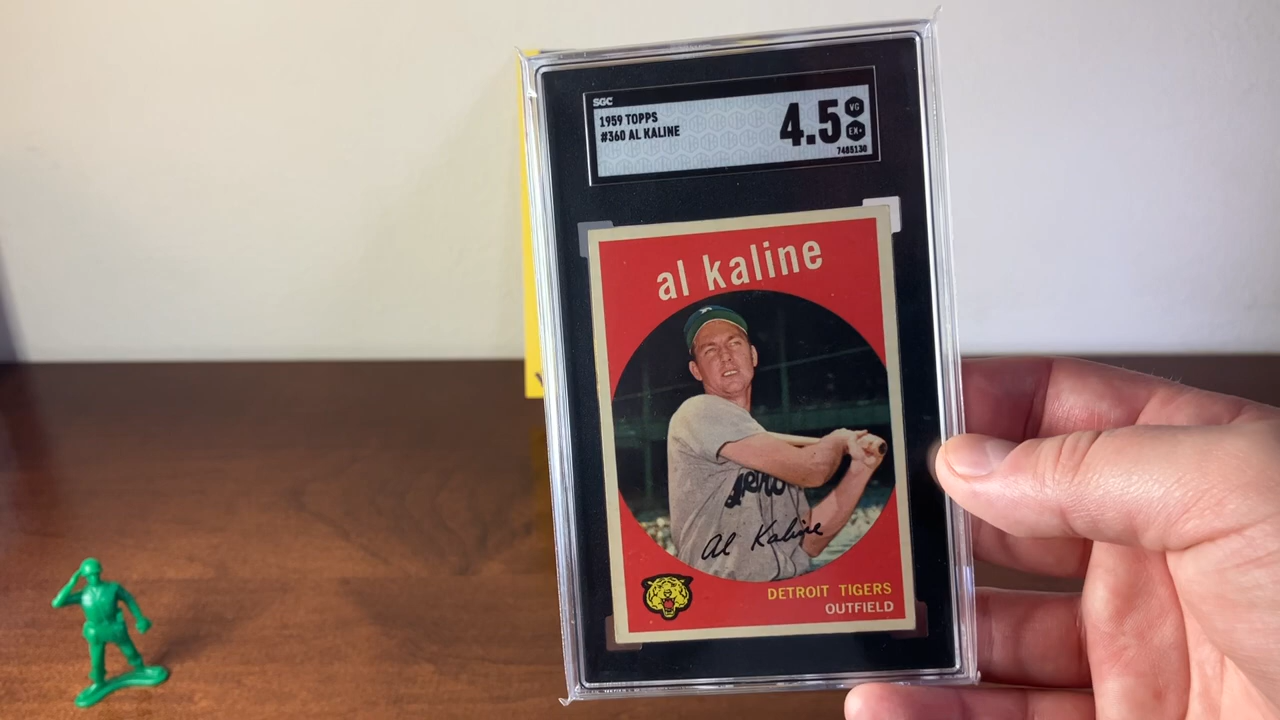 SGC
1959 TOPPS
#360 AL KALINE
4.5
VG
EX+
7485130
al kaline
Al Kaline
DETROIT TIGERS
OUTFIELD